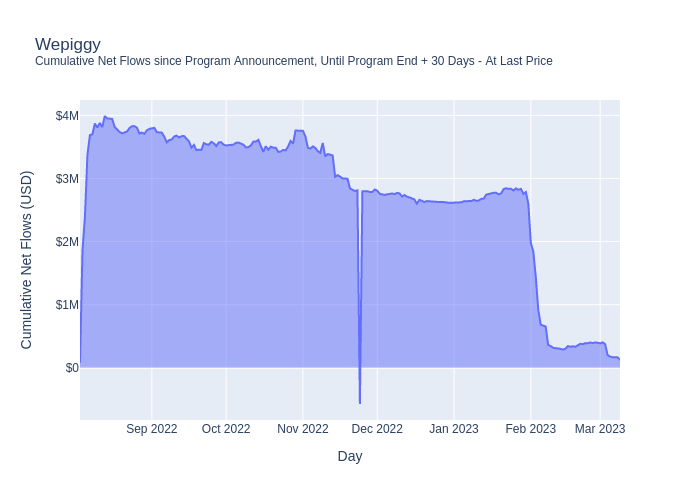 Wepiggy
Cumulative Net Flows since Program Announcement, Until Program End + 30 Days - At Last Price
$4M
$3M
$2M
$1M
$0
Cumulative Net Flows (USD)
Sep 2022
Oct 2022
Nov 2022
Dec 2022
Jan 2023
Feb 2023
Mar 2023
Day